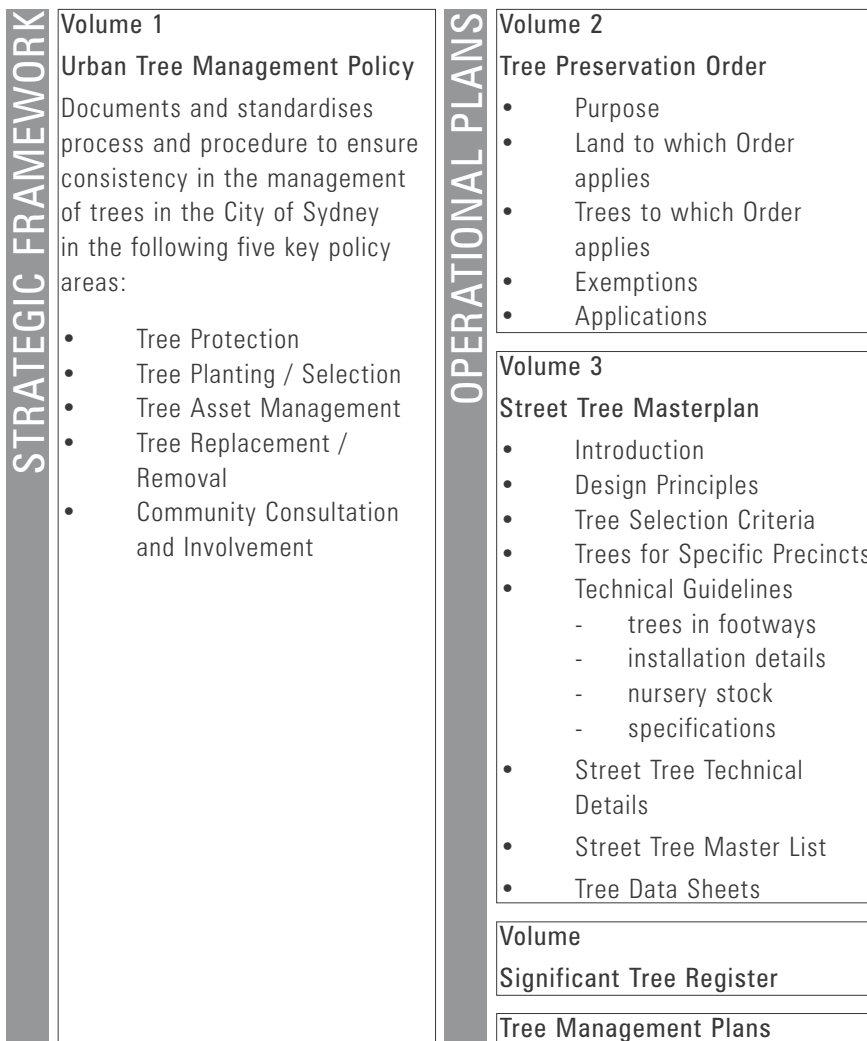 STRATEGIC FRAMEWORK
Volume 1
Urban Tree Management Policy
Documents and standardises
process and procedure to ensure
consistency in the management
of trees in the City of Sydney
in the following five key policy
areas:
• Tree Protection
• Tree Planting / Selection
• Tree Asset Management
• Tree Replacement /
Removal
• Community Consultation
and Involvement
OPERATIONAL PLANS
Volume 2
Tree Preservation Order
• Purpose
• Land to which Order
applies
• Trees to which Order
applies
• Exemptions
• Applications
Volume 3
Street Tree Masterplan
• Introduction
• Design Principles
• Tree Selection Criteria
• Trees for Specific Precincts
• Technical Guidelines
- trees in footways
- installation details
- nursery stock
- specifications
• Street Tree Technical
Details
• Street Tree Master List
• Tree Data Sheets
Volume
Significant Tree Register
Tree Management Plans